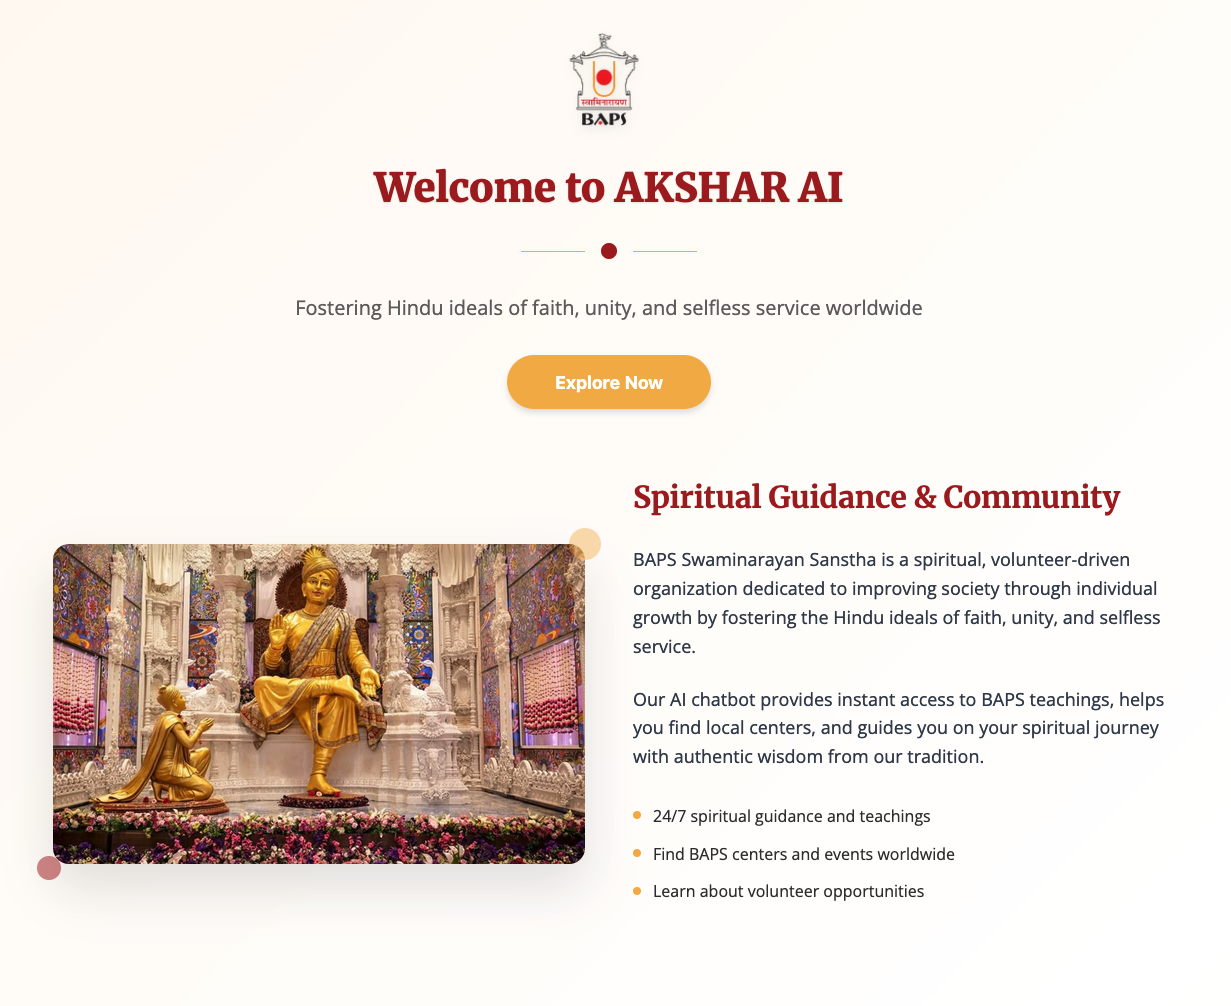 स्वामिनारायण
BAPS
Welcome to AKSHAR AI
Fostering Hindu ideals of faith, unity, and selfless service worldwide
Explore Now
Spiritual Guidance & Community
BAPS Swaminarayan Sanstha is a spiritual, volunteer-driven
organization dedicated to improving society through individual
growth by fostering the Hindu ideals of faith, unity, and selfless
service.
Our AI chatbot provides instant access to BAPS teachings, helps
you find local centers, and guides you on your spiritual journey
with authentic wisdom from our tradition.
24/7 spiritual guidance and teachings
Find BAPS centers and events worldwide
Learn about volunteer opportunities